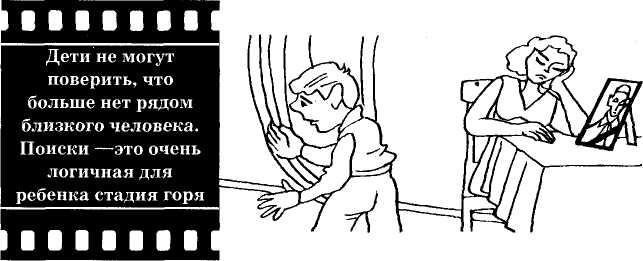 Дети не могут
поверить, что
больше нет рядом
близкого человека.
Поиски —это очень
логичная для
ребенка стадия горя